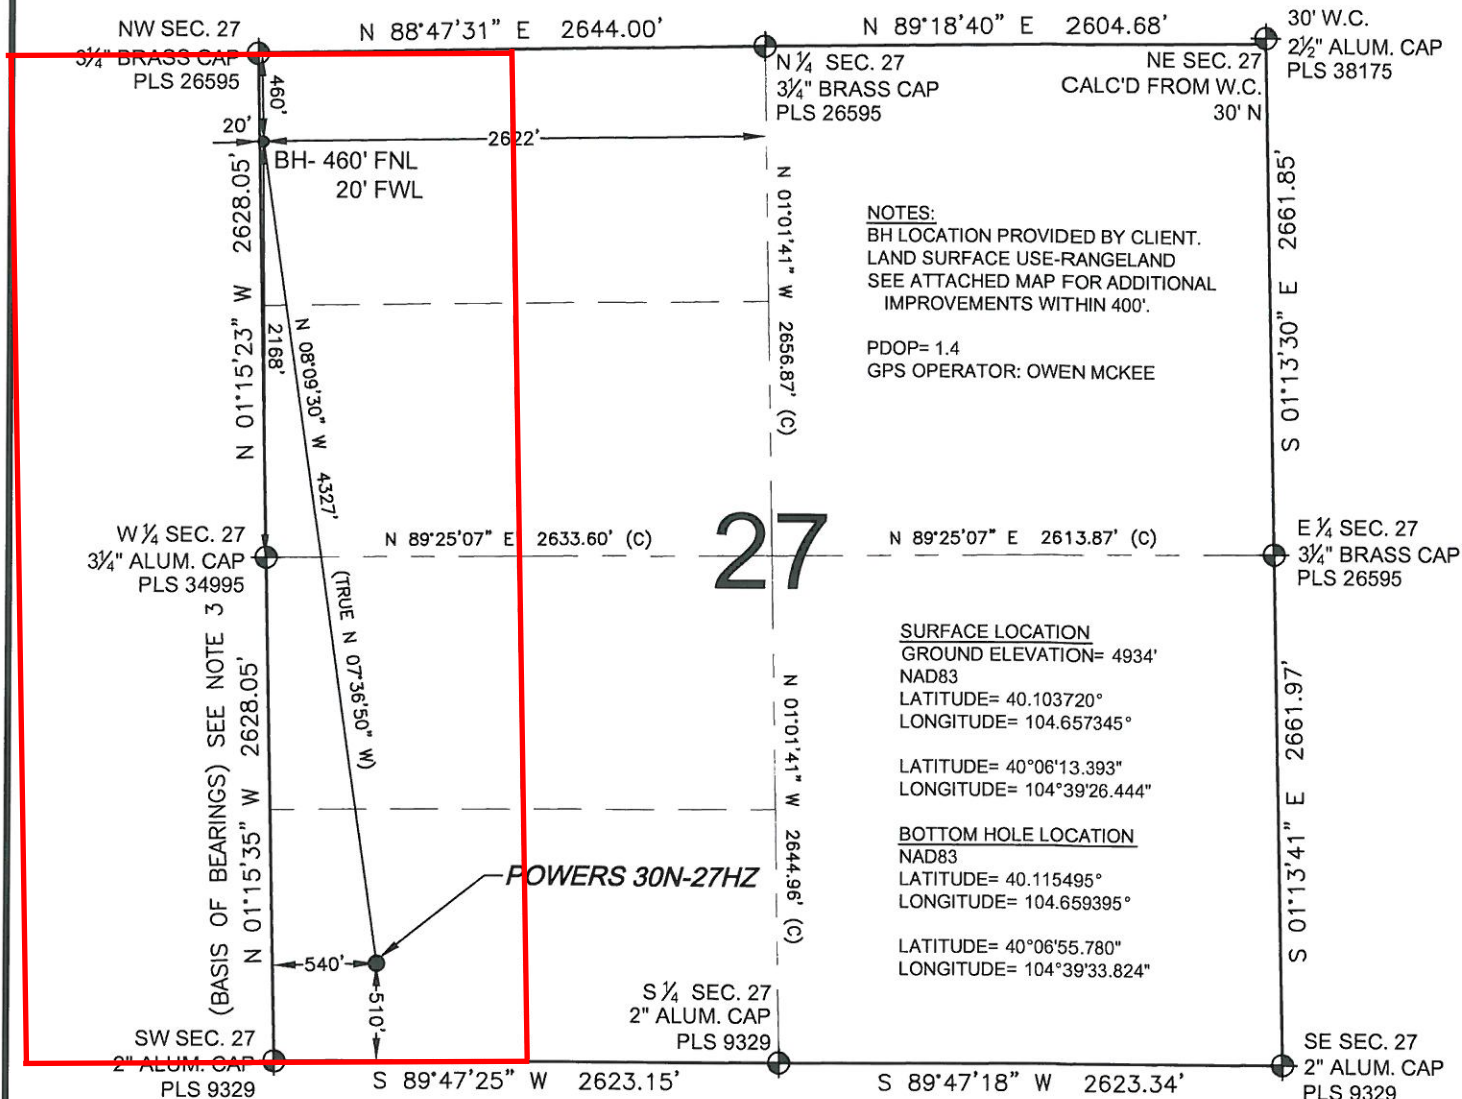 NW SEC. 27
3¼" BRASS CAP
PLS 26595
N 88°47'31" E 2644.00'
N 89°18'40" E 2604.68'
30' W.C.
2½" ALUM. CAP
PLS 38175
N ¼ SEC. 27
3¼" BRASS CAP
PLS 26595
NE SEC. 27
CALC'D FROM W.C.
30' N
460'
20'
2622'
BH- 460' FNL
20' FWL
N 01°15'23" W 2628.05'
2168'
N 08°09'30" W 4327'
(TRUE N 07°36'50" W)
N 01°01'41" W 2656.87' (C)
NOTES:
BH LOCATION PROVIDED BY CLIENT.
LAND SURFACE USE-RANGELAND
SEE ATTACHED MAP FOR ADDITIONAL
IMPROVEMENTS WITHIN 400'.
PDOP= 1.4
GPS OPERATOR: OWEN MCKEE
S 01°13'30" E 2661.85'
W ¼ SEC. 27
3¼" ALUM. CAP
PLS 34995
N 89°25'07" E 2633.60' (C)
27
N 89°25'07" E 2613.87' (C)
E ¼ SEC. 27
3¼" BRASS CAP
PLS 26595
(BASIS OF BEARINGS) SEE NOTE 3
N 01°15'35" W 2628.05'
N 01°01'41" W 2644.96' (C)
SURFACE LOCATION
GROUND ELEVATION= 4934'
NAD83
LATITUDE= 40.103720°
LONGITUDE= 104.657345°
LATITUDE= 40°06'13.393"
LONGITUDE= 104°39'26.444"
BOTTOM HOLE LOCATION
NAD83
LATITUDE= 40.115495°
LONGITUDE= 104.659395°
LATITUDE= 40°06'55.780"
LONGITUDE= 104°39'33.824"
S 01°13'41" E 2661.97'
POWERS 30N-27HZ
540'
510'
S ¼ SEC. 27
2" ALUM. CAP
PLS 9329
SW SEC. 27
2" ALUM. CAP
PLS 9329
S 89°47'25" W 2623.15'
S 89°47'18" W 2623.34'
SE SEC. 27
2" ALUM. CAP
PLS 9329